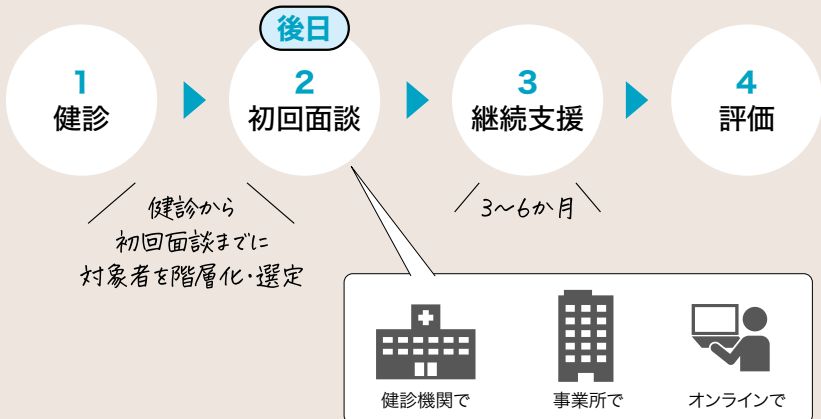 後日
1
健診
2
初回面談
3
継続支援
4
評価
健診から
初回面談までに
対象者を階層化・選定
3〜6か月
健診機関で
事業所で
オンラインで